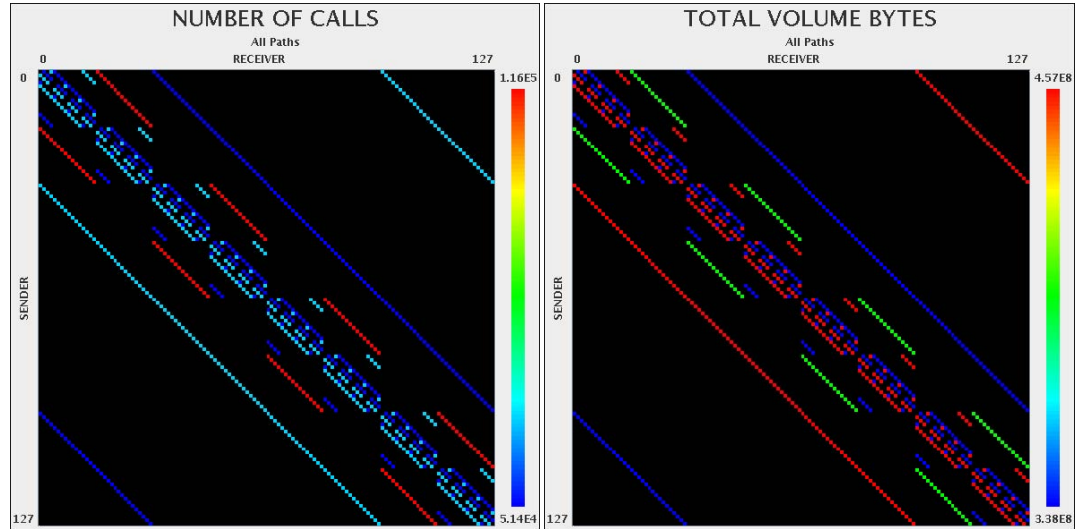 NUMBER OF CALLS
All Paths
0 RECEIVER 127
0
SENDER
127
1.16E5
5.14E4
TOTAL VOLUME BYTES
All Paths
0 RECEIVER 127
0
SENDER
127
4.57E8
3.38E8